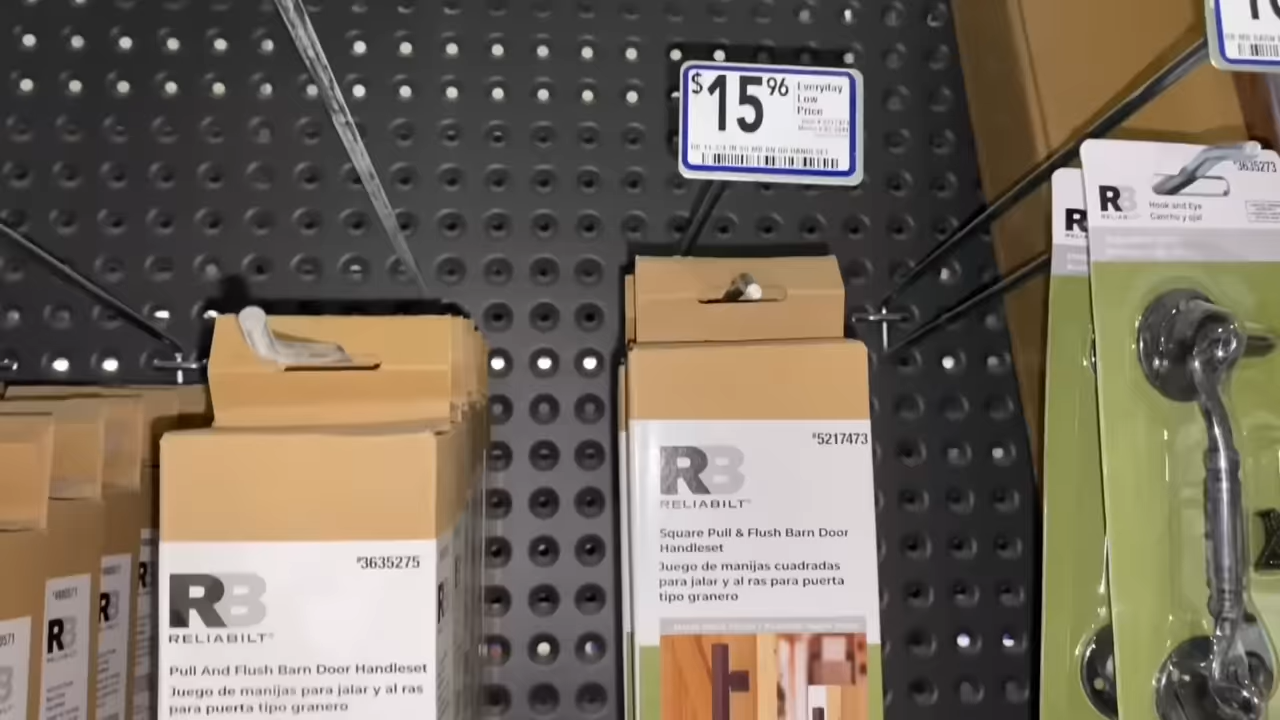 $15 96
Everyday
Low
Price
#3635273
RB
RELIABILT
Hook and Eye
Gancho y ojal
#5217473
RB
RELIABILT
Square Pull & Flush Barn Door
Handleset
Juego de manijas cuadradas
para jalar y al ras para puerta
tipo granero
#3635275
RB
RELIABILT
Pull And Flush Barn Door Handleset
Juego de manijas para jalar y al ras
para puerta tipo granero